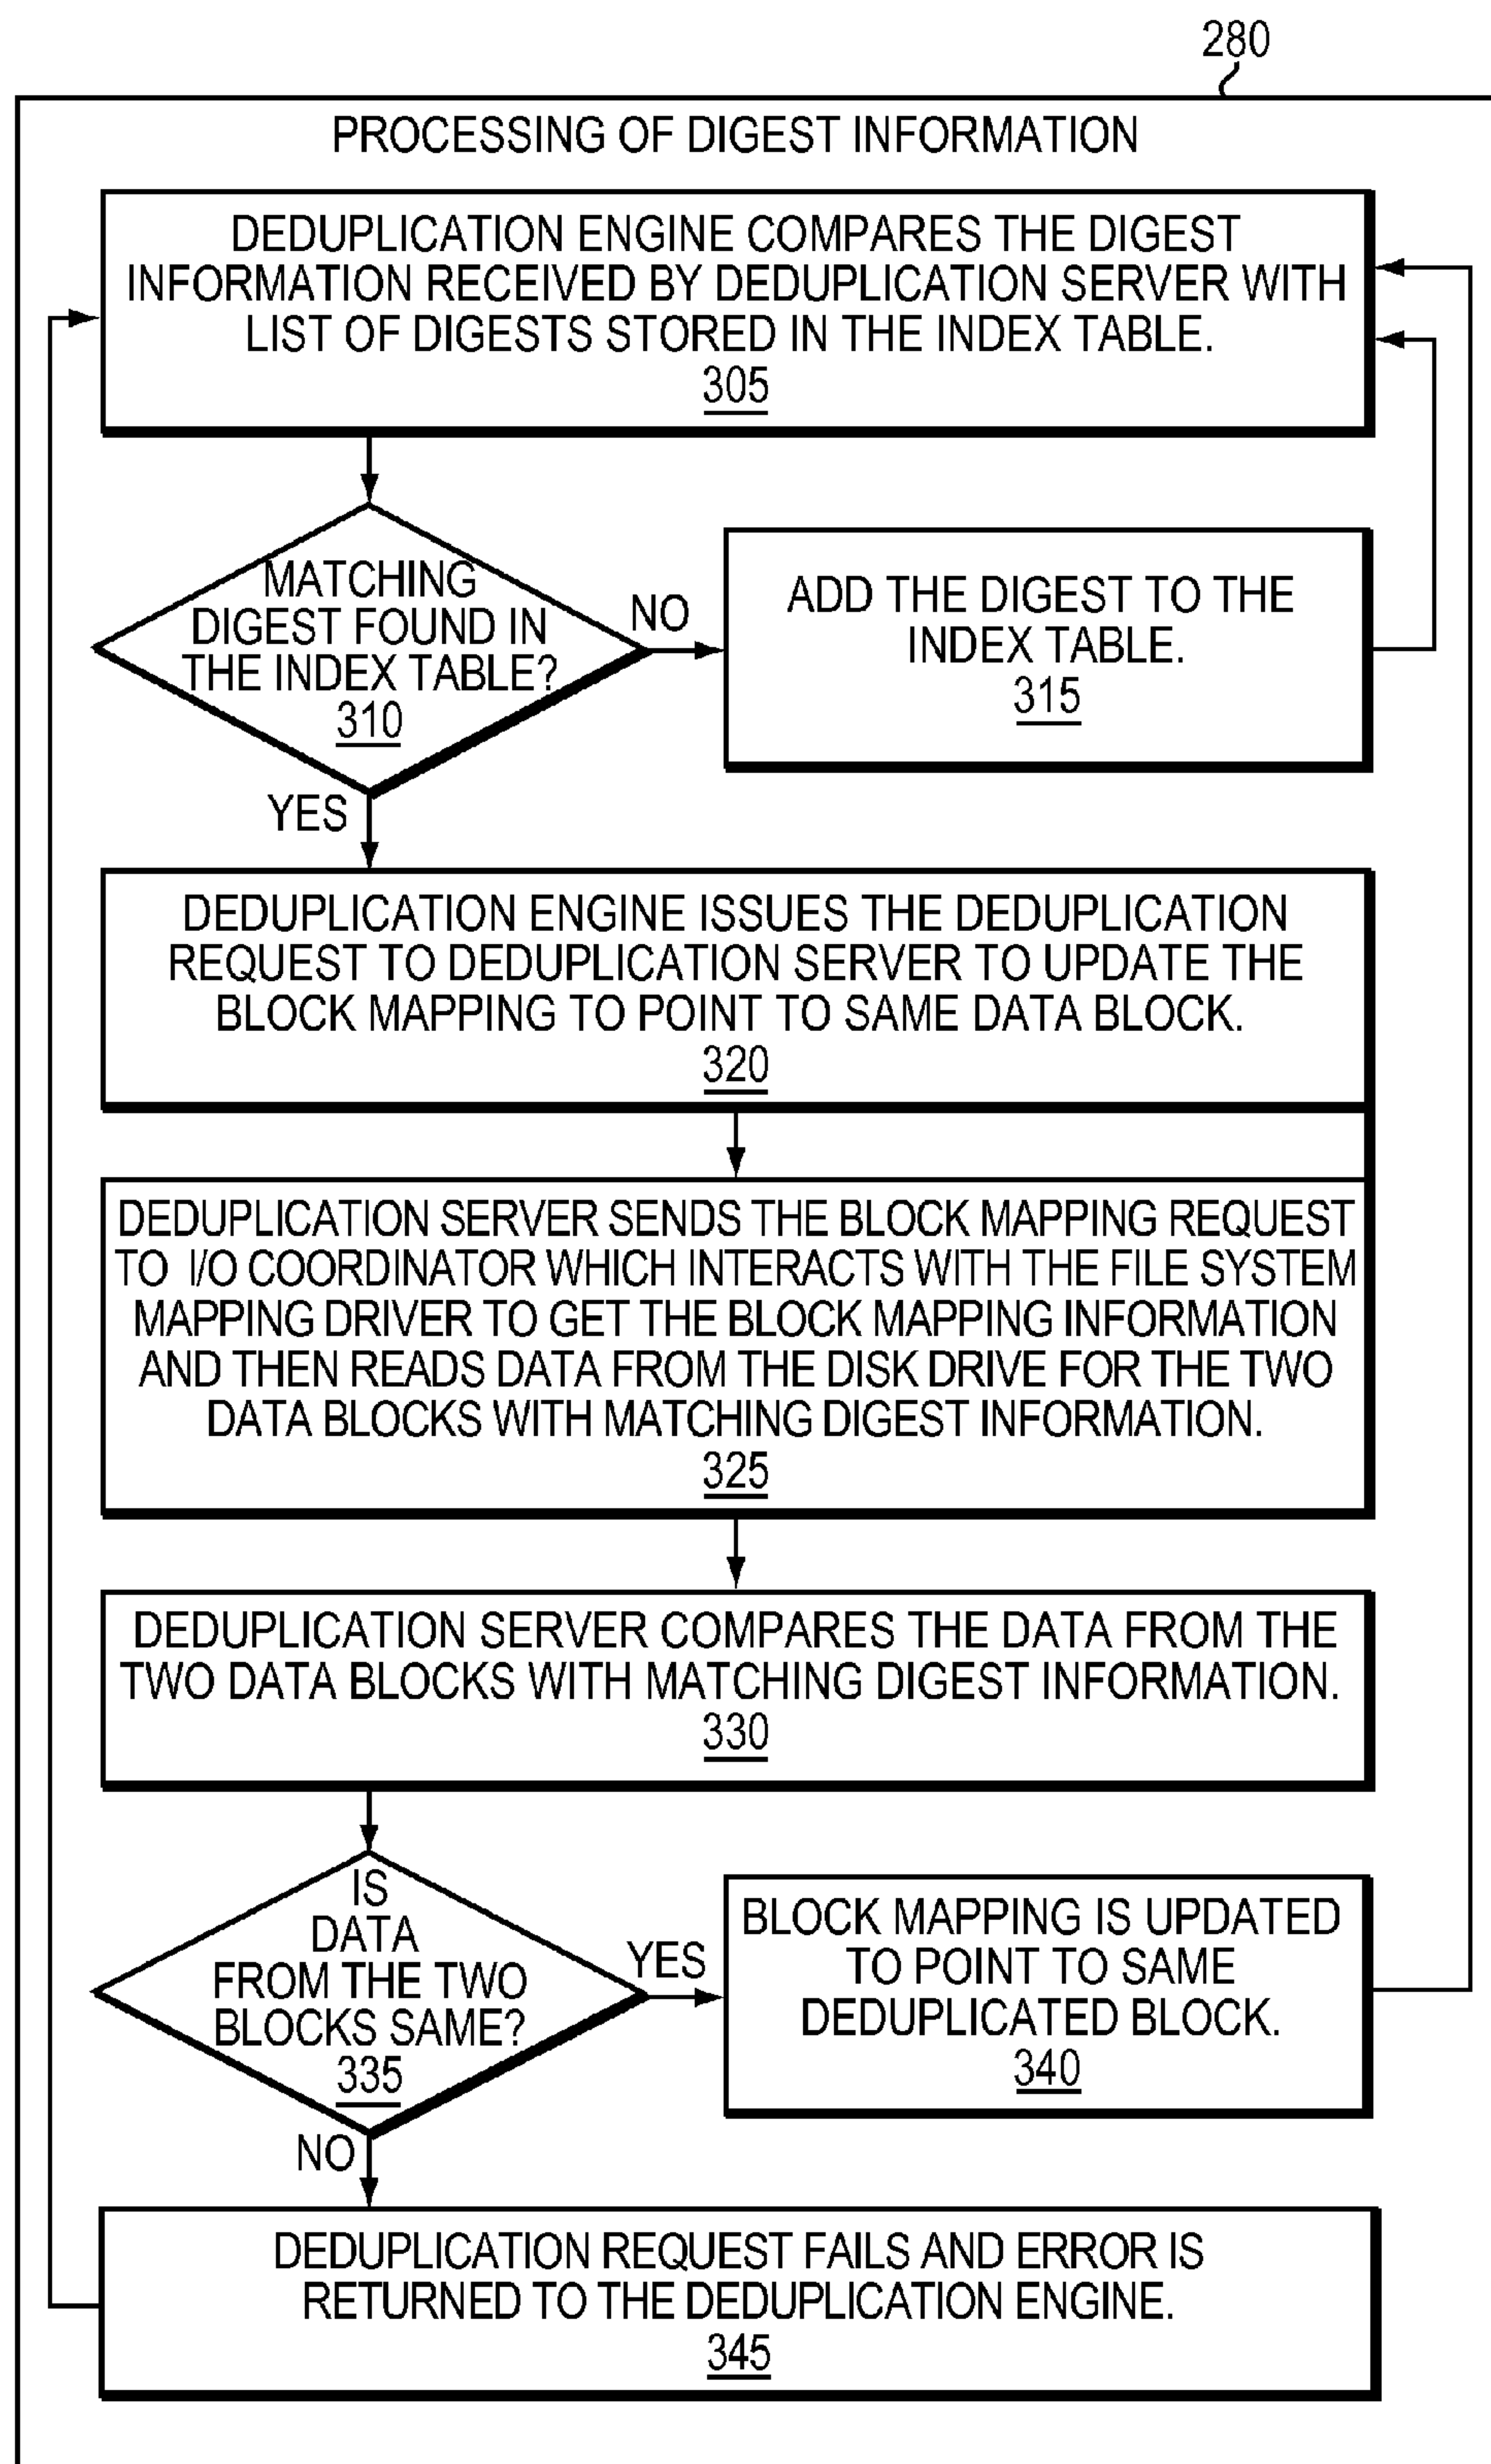 280
PROCESSING OF DIGEST INFORMATION
DEDUPLICATION ENGINE COMPARES THE DIGEST
INFORMATION RECEIVED BY DEDUPLICATION SERVER WITH
LIST OF DIGESTS STORED IN THE INDEX TABLE.
305
MATCHING
DIGEST FOUND IN
THE INDEX TABLE?
310
NO
ADD THE DIGEST TO THE
INDEX TABLE.
315
YES
DEDUPLICATION ENGINE ISSUES THE DEDUPLICATION
REQUEST TO DEDUPLICATION SERVER TO UPDATE THE
BLOCK MAPPING TO POINT TO SAME DATA BLOCK.
320
DEDUPLICATION SERVER SENDS THE BLOCK MAPPING REQUEST
TO I/O COORDINATOR WHICH INTERACTS WITH THE FILE SYSTEM
MAPPING DRIVER TO GET THE BLOCK MAPPING INFORMATION
AND THEN READS DATA FROM THE DISK DRIVE FOR THE TWO
DATA BLOCKS WITH MATCHING DIGEST INFORMATION.
325
DEDUPLICATION SERVER COMPARES THE DATA FROM THE
TWO DATA BLOCKS WITH MATCHING DIGEST INFORMATION.
330
IS
DATA
FROM THE TWO
BLOCKS SAME?
335
YES
BLOCK MAPPING IS UPDATED
TO POINT TO SAME
DEDUPLICATED BLOCK.
340
NO
DEDUPLICATION REQUEST FAILS AND ERROR IS
RETURNED TO THE DEDUPLICATION ENGINE.
345